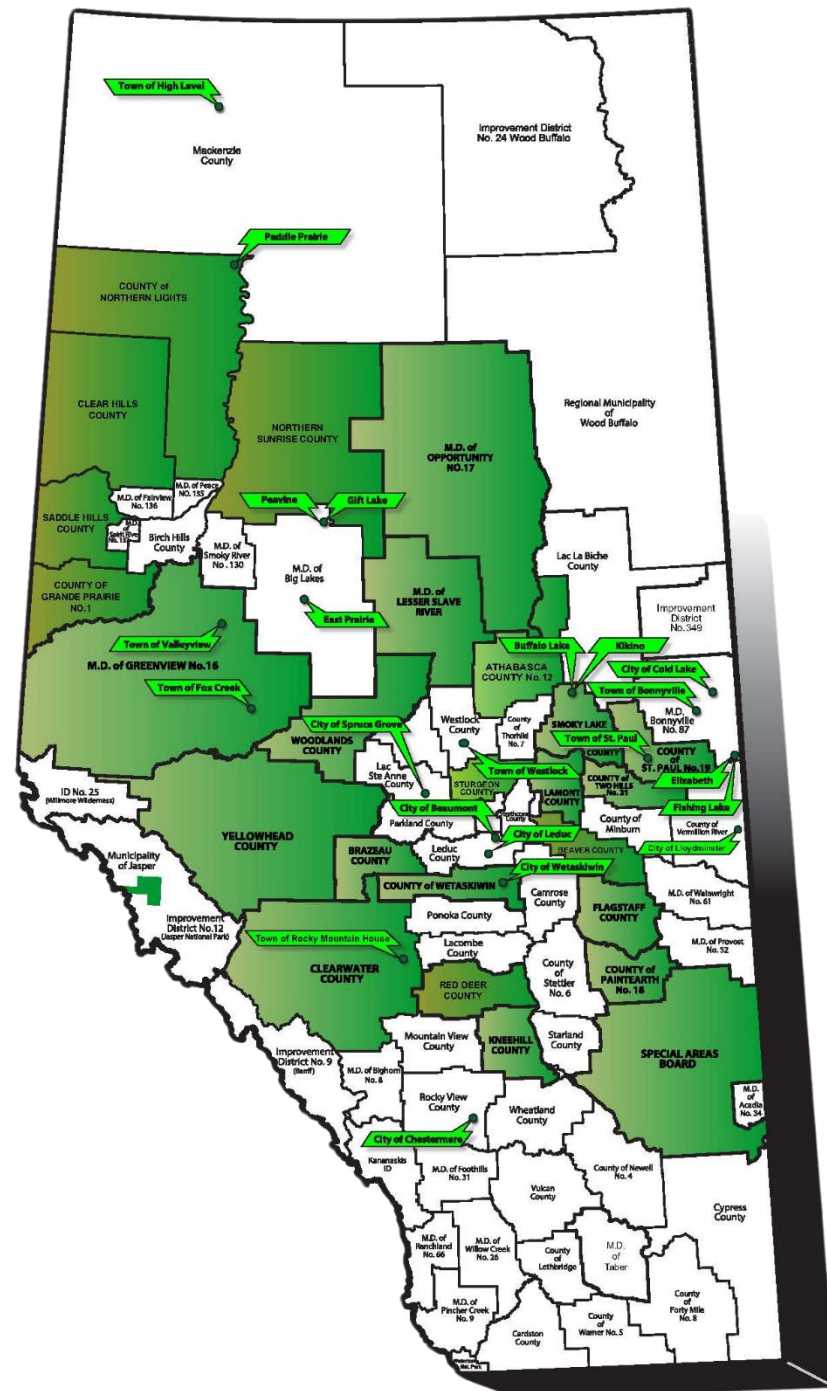 Town of High Level
Mackenzie
County
Improvement District
No. 24 Wood Buffalo
Paddle Prairie
COUNTY of
NORTHERN LIGHTS
CLEAR HILLS
COUNTY
NORTHERN
SUNRISE COUNTY
M.D. of
OPPORTUNITY
NO.17
Regional Municipality
of
Wood Buffalo
M.D. of Peace
NO. 135
M.D. of Fairview
NO. 136
SADDLE HILLS
COUNTY
M.D.
of
Spirit River
Birch Hills
County
M.D. of
Smoky River
No. 130
Peavine
Gift Lake
M.D. of
Big Lakes
East Prairie
M.D. of
LESSER SLAVE
RIVER
Lac La Biche
County
Improvement
District
No.349
COUNTY OF
GRANDE PRAIRIE
NO.1
Town of Valleyview
M.D. of GREENVIEW No.16
Town of Fox Creek
ATHABASCA
COUNTY No.12
Buffalo Lake
Kikino
City of Cold Lake
Town of Bonnyville
M.D.
Bonnyville
No. 87
City of Spruce Grove
WOODLANDS
COUNTY
Westlock
County
County
of
Thorhild
No. 7
SMOKY LAKE
COUNTY
Town of St. Paul
COUNTY
of
ST. PAUL No.19
Elizabeth
Fishing Lake
Lac
Ste Anne
County
Town of Westlock
STURGEON
COUNTY
LAMONT
COUNTY
COUNTY of
TWO HILLS
No. 21
ID No. 25
(Willmore Wilderness)
YELLOWHEAD
COUNTY
City of Beaumont
Parkland County
County
City of Leduc
Leduc
County
County of
Minburn
County of
Vermilion River
City of Lloydminster
BEAVER COUNTY
BRAZEAU
COUNTY
City of Wetaskiwin
COUNTY OF WETASKIWIN
Municipality
of Jasper
Improvement
District No.12
(Jasper National Park)
Camrose
County
Ponoka County
FLAGSTAFF
COUNTY
M.D. of Wainwright
No. 61
Town of Rocky Mountain House
CLEARWATER
COUNTY
Lacombe
County
County
of
Stettler
No. 6
COUNTY of
PAINTEARTH
No. 18
M.D. of Provost
No. 52
RED DEER
COUNTY
Mountain View
County
KNEEHILL
COUNTY
Starland
County
SPECIAL AREAS
BOARD
Improvement
District No. 9
(Banff)
M.D. of Bighorn
No. 8
Rocky View
County
Wheatland
County
M.D.
of
Acadia
No. 34
City of Chestermere
Kananaskis
ID
M.D. of Foothills
No. 31
Vulcan
County
County of Newell
No. 4
Cypress
County
M.D. of
Ranchland
No. 66
M.D. of
Willow Creek
No. 26
County
of
Lethbridge
M.D.
of
Taber
M.D. of
Pincher Creek
No. 9
Cardston
County
County
of
Warner No. 5
County
of
Forty Mile
No. 8